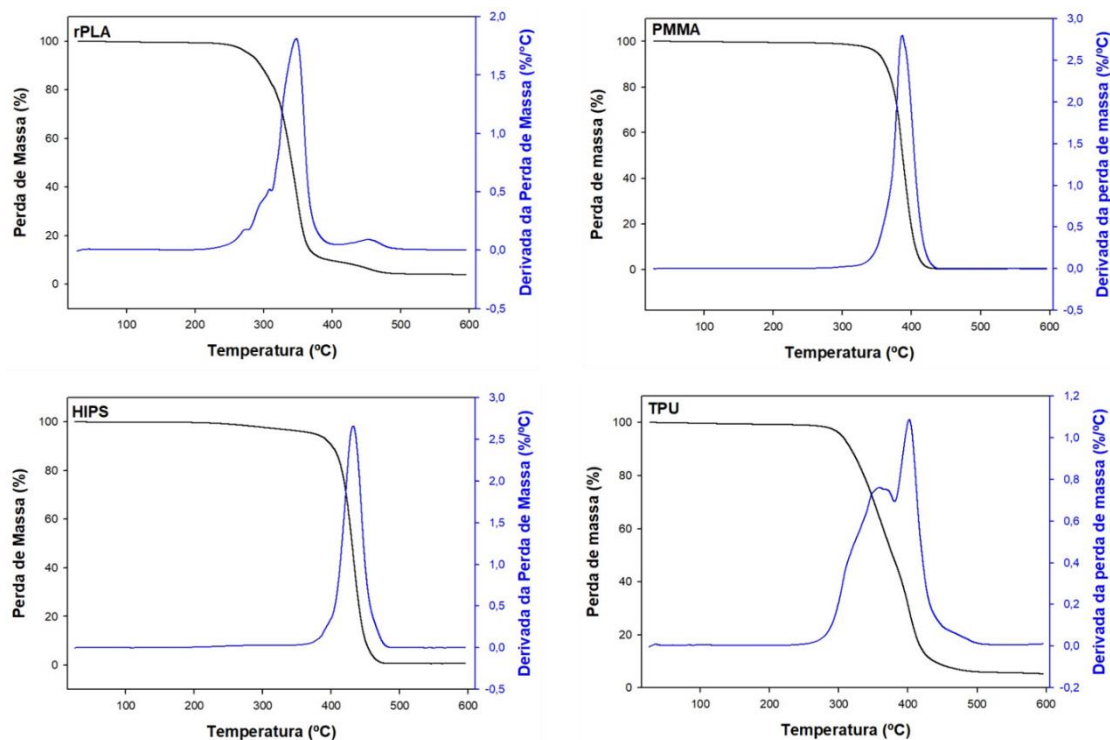 rPLA
Perda de Massa (%)
100
80
60
40
20
0
100 200 300 400 500 600
Temperatura (ºC)
2,0
1,5
1,0
0,5
0,0
-0,5
Derivada da Perda de Massa (%/°C)
PMMA
Perda de massa (%)
100
80
60
40
20
0
100 200 300 400 500 600
Temperatura (ºC)
3,0
2,5
2,0
1,5
1,0
0,5
0,0
-0,5
Derivada da perda de massa (%/ºC)
HIPS
Perda de Massa (%)
100
80
60
40
20
0
100 200 300 400 500 600
Temperatura (ºC)
3,0
2,5
2,0
1,5
1,0
0,5
0,0
-0,5
Derivada da Perda de Massa (%/ºC)
TPU
Perda de massa (%)
100
80
60
40
20
0
100 200 300 400 500 600
Temperatura (ºC)
1,2
1,0
0,8
0,6
0,4
0,2
0,0
-0,2
Derivada da perda de massa (%/ºC)